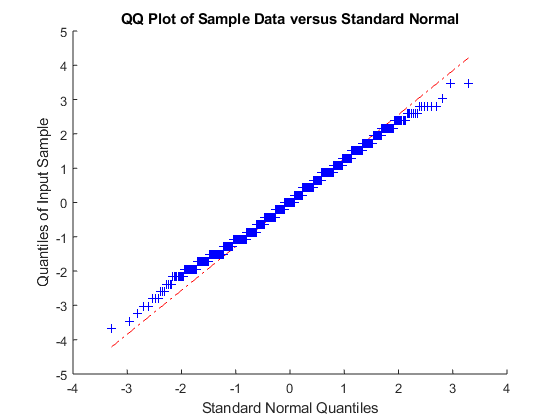 QQ Plot of Sample Data versus Standard Normal
5
4
3
2
1
0
-1
-2
-3
-4
-5
Quantiles of Input Sample
-4 -3 -2 -1 0 1 2 3 4
Standard Normal Quantiles